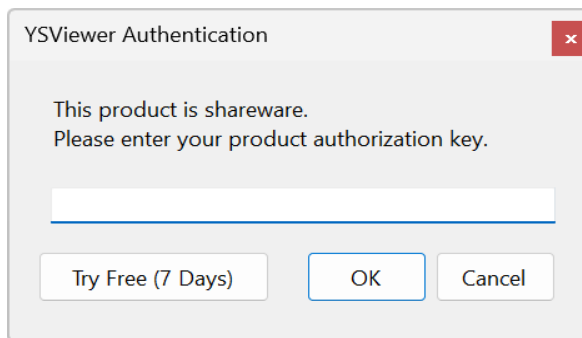 YSViewer Authentication
This product is shareware.
Please enter your product authorization key.
Try Free (7 Days) OK Cancel